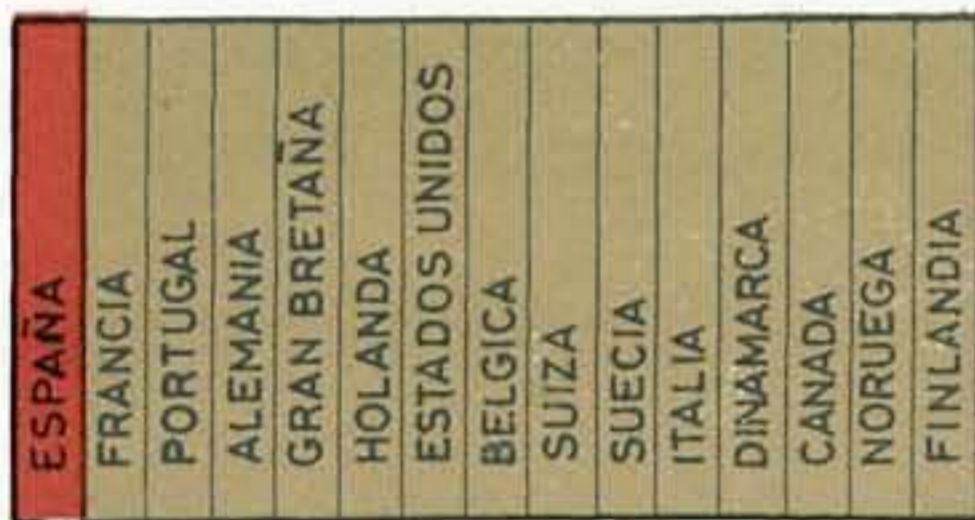 ESPAÑA
FRANCIA
PORTUGAL
ALEMANIA
GRAN BRETAÑA
HOLANDA
ESTADOS UNIDOS
BELGICA
SUIZA
SUECIA
ITALIA
DINAMARCA
CANADA
NORUEGA
FINLANDIA